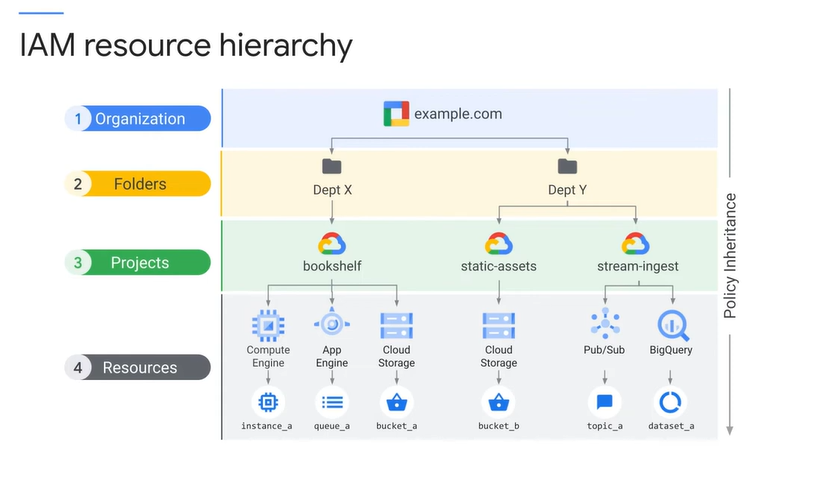 IAM resource hierarchy
1 Organization
example.com
2 Folders
Dept X
Dept Y
3 Projects
bookshelf
static-assets
stream-ingest
4 Resources
Compute
Engine
App
Engine
Cloud
Storage
Cloud
Storage
Pub/Sub
BigQuery
instance_a
queue_a
bucket_a
bucket_b
topic_a
dataset_a
Policy Inheritance